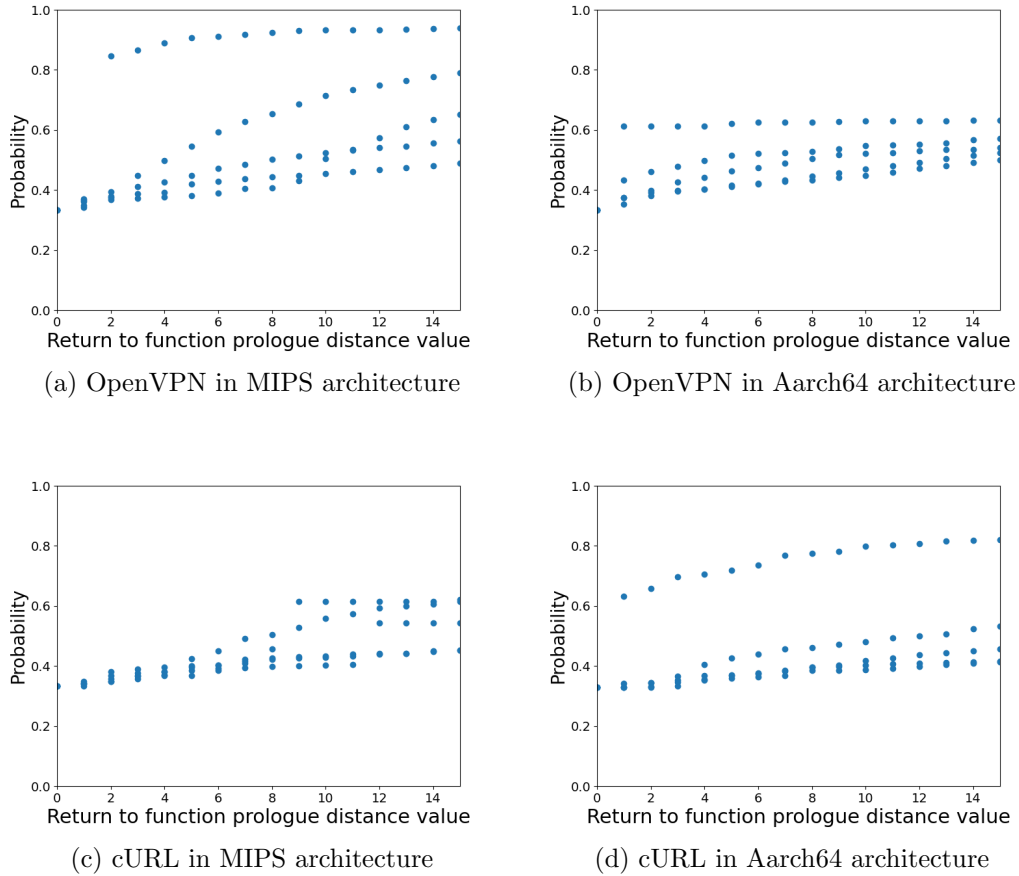 1.0
0.8
0.6
0.4
0.2
0.0
Probability
0 2 4 6 8 10 12 14
Return to function prologue distance value
(a) OpenVPN in MIPS architecture
1.0
0.8
0.6
0.4
0.2
0.0
Probability
0 2 4 6 8 10 12 14
Return to function prologue distance value
(b) OpenVPN in Aarch64 architecture
1.0
0.8
0.6
0.4
0.2
0.0
Probability
0 2 4 6 8 10 12 14
Return to function prologue distance value
(c) cURL in MIPS architecture
1.0
0.8
0.6
0.4
0.2
0.0
Probability
0 2 4 6 8 10 12 14
Return to function prologue distance value
(d) cURL in Aarch64 architecture